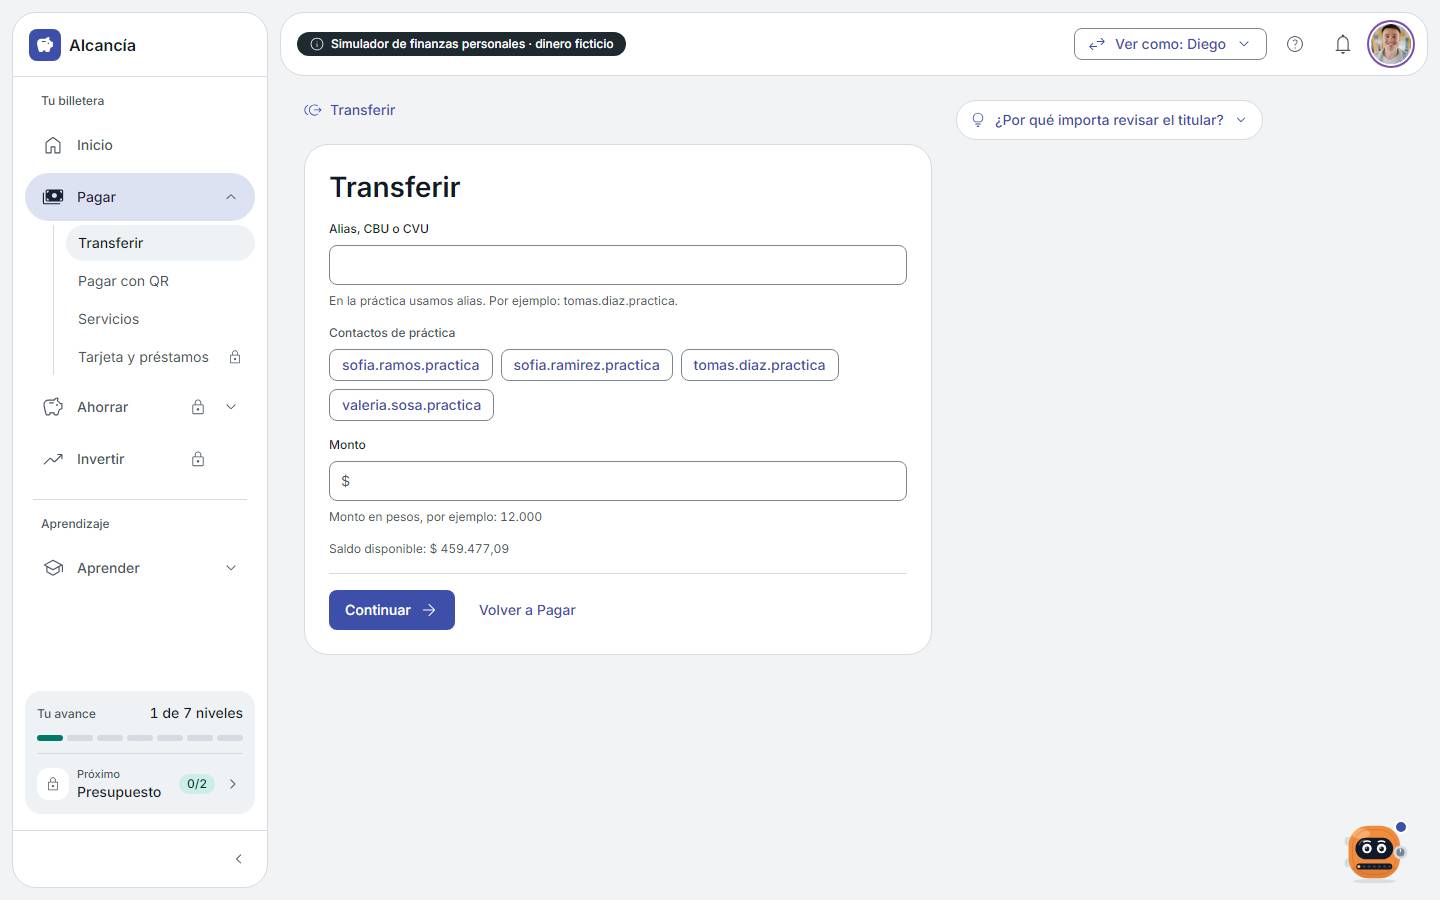 Alcancía
Tu billetera
Inicio
Pagar
Transferir
Pagar con QR
Servicios
Tarjeta y préstamos
Ahorrar
Invertir
Aprendizaje
Aprender
Tu avance
1 de 7 niveles
Próximo
Presupuesto
0/2
Simulador de finanzas personales · dinero ficticio
Ver como: Diego
Transferir
¿Por qué importa revisar el titular?
Transferir
Alias, CBU o CVU
En la práctica usamos alias. Por ejemplo: tomas.diaz.practica.
Contactos de práctica
sofia.ramos.practica
sofia.ramirez.practica
tomas.diaz.practica
valeria.sosa.practica
Monto
$
Monto en pesos, por ejemplo: 12.000
Saldo disponible: $ 459.477,09
Continuar
Volver a Pagar